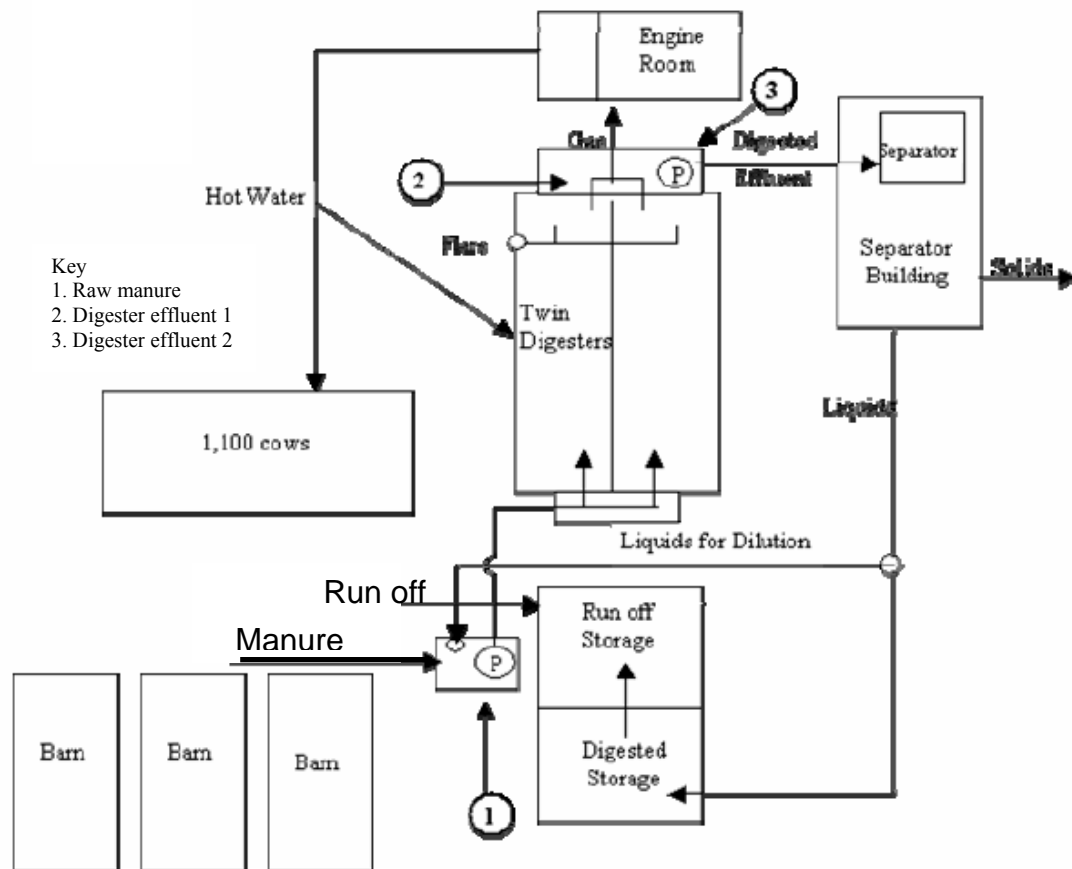 Engine
Room
3
Gas
Digested
Effluent
P
Separator
2
Hot Water
Flare
Separator
Building
Solids
Key
1. Raw manure
2. Digester effluent 1
3. Digester effluent 2
Twin
Digesters
Liquids
1,100 cows
Liquids for Dilution
Run off
Run off
Storage
Manure
P
Barn
Barn
Barn
Digested
Storage
1